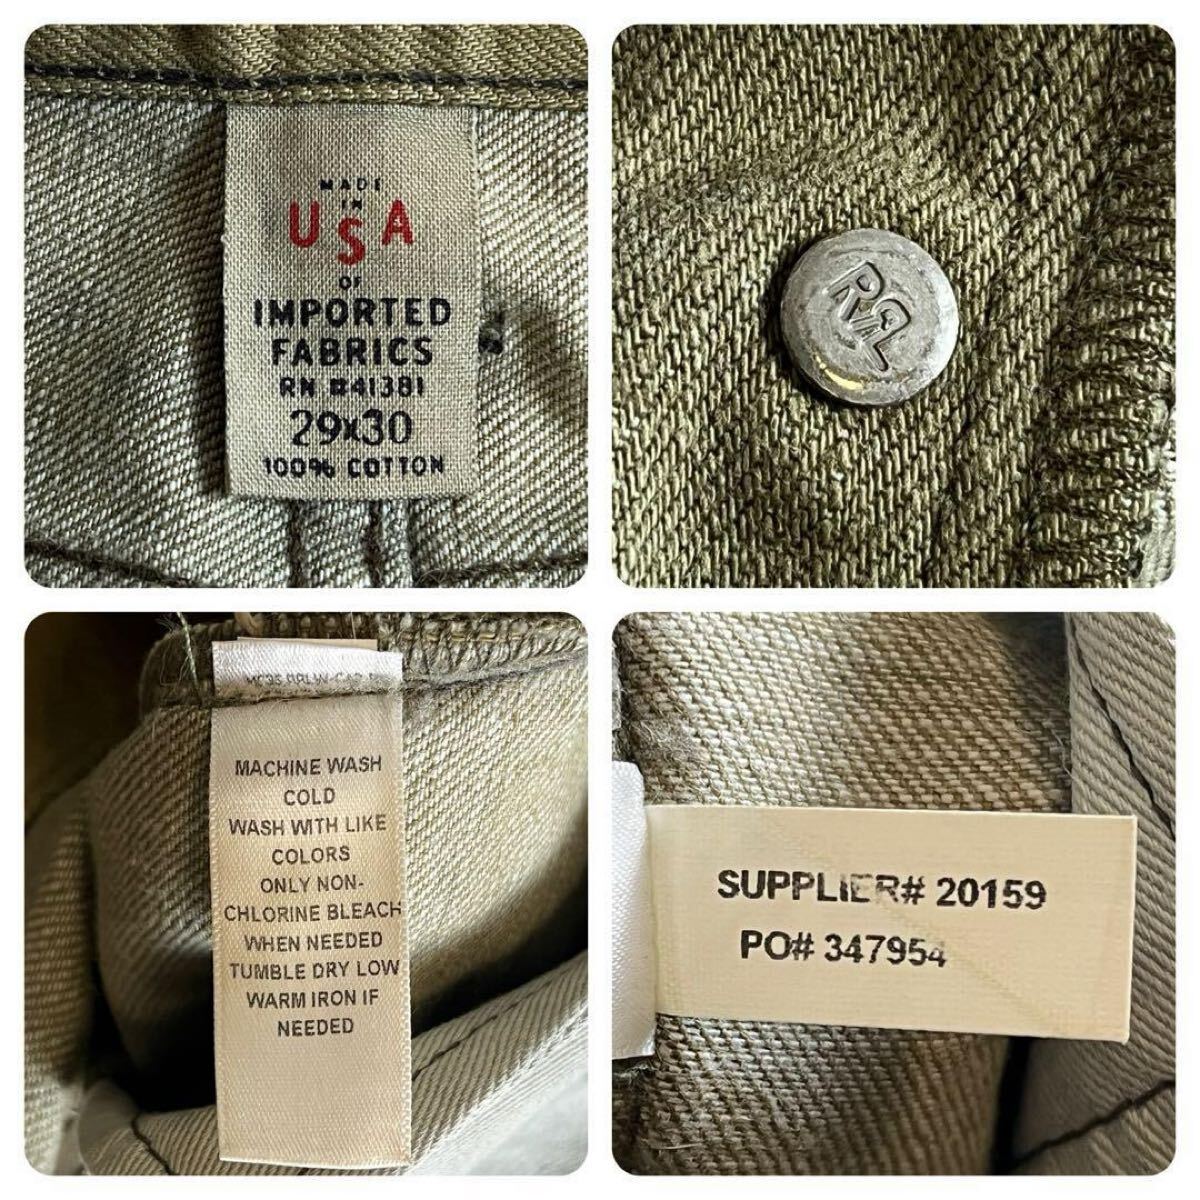 MADE
IN
USA
OF
IMPORTED
FABRICS
RN #41381
29x30
100% COTTON
RRL
MACHINE WASH
COLD
WASH WITH LIKE
COLORS
ONLY NON-
CHLORINE BLEACH
WHEN NEEDED
TUMBLE DRY LOW
WARM IRON IF
NEEDED
SUPPLIER# 20159
PO# 347954